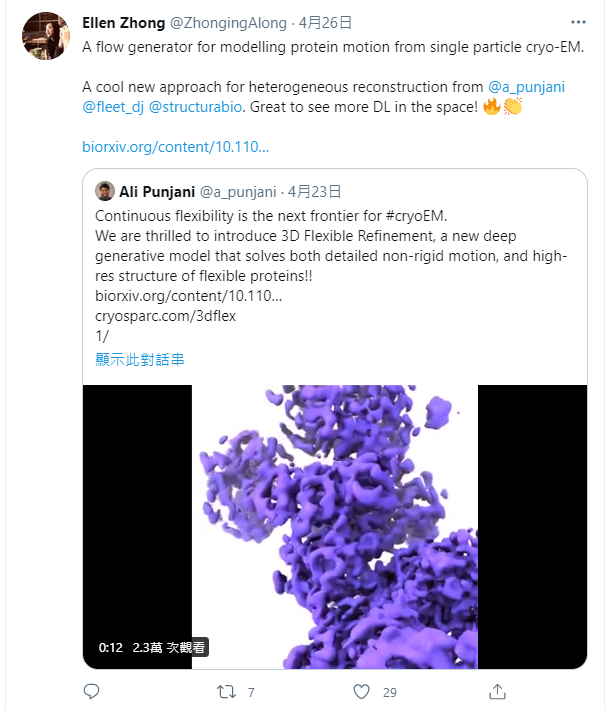 Ellen Zhong @ZhongingAlong · 4月26日
A flow generator for modelling protein motion from single particle cryo-EM.
A cool new approach for heterogeneous reconstruction from @a_punjani
@fleet_dj @structurabio. Great to see more DL in the space! 🔥👏
biorxiv.org/content/10.110…
Ali Punjani @a_punjani · 4月23日
Continuous flexibility is the next frontier for #cryoEM.
We are thrilled to introduce 3D Flexible Refinement, a new deep
generative model that solves both detailed non-rigid motion, and high-
res structure of flexible proteins!!
biorxiv.org/content/10.110…
cryosparc.com/3dflex
1/
顯示此對話串
0:12 2.3萬 次觀看
7 29